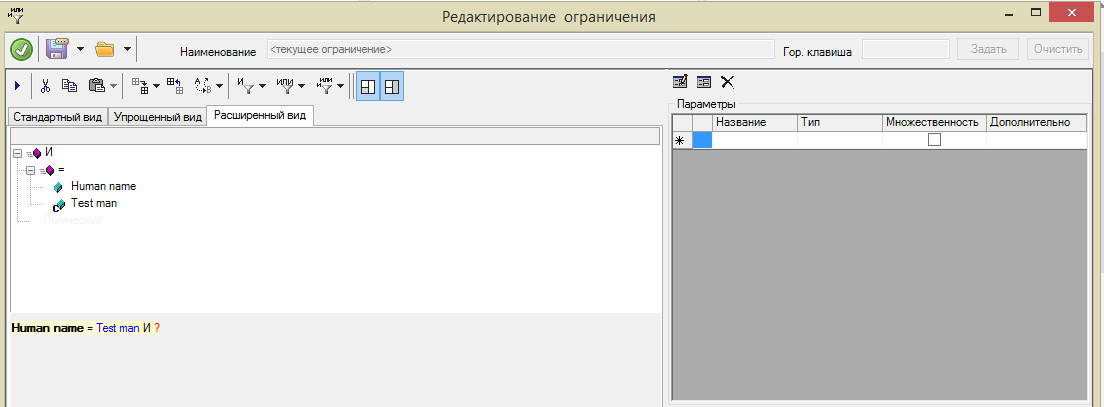 Редактирование ограничения
Наименование <текущее ограничение> Гор. клавиша Задать Очистить
И ИЛИ ИЛИ И
Стандартный вид Упрощенный вид Расширенный вид
И
=
Human name
Test man
Логический
Human name = Test man И ?
Параметры
Название Тип Множественность Дополнительно